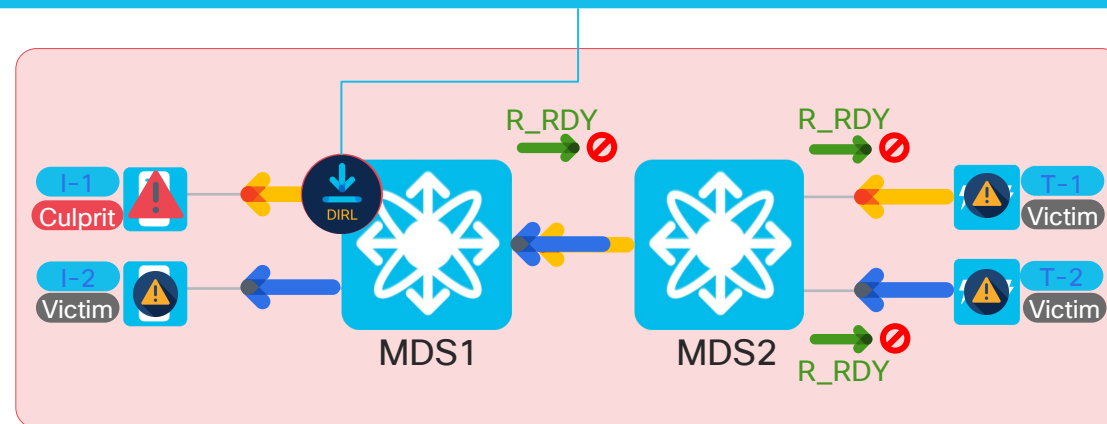 R_RDY
R_RDY
I-1
Culprit
DIRL
T-1
Victim
I-2
Victim
T-2
Victim
MDS1
MDS2
R_RDY